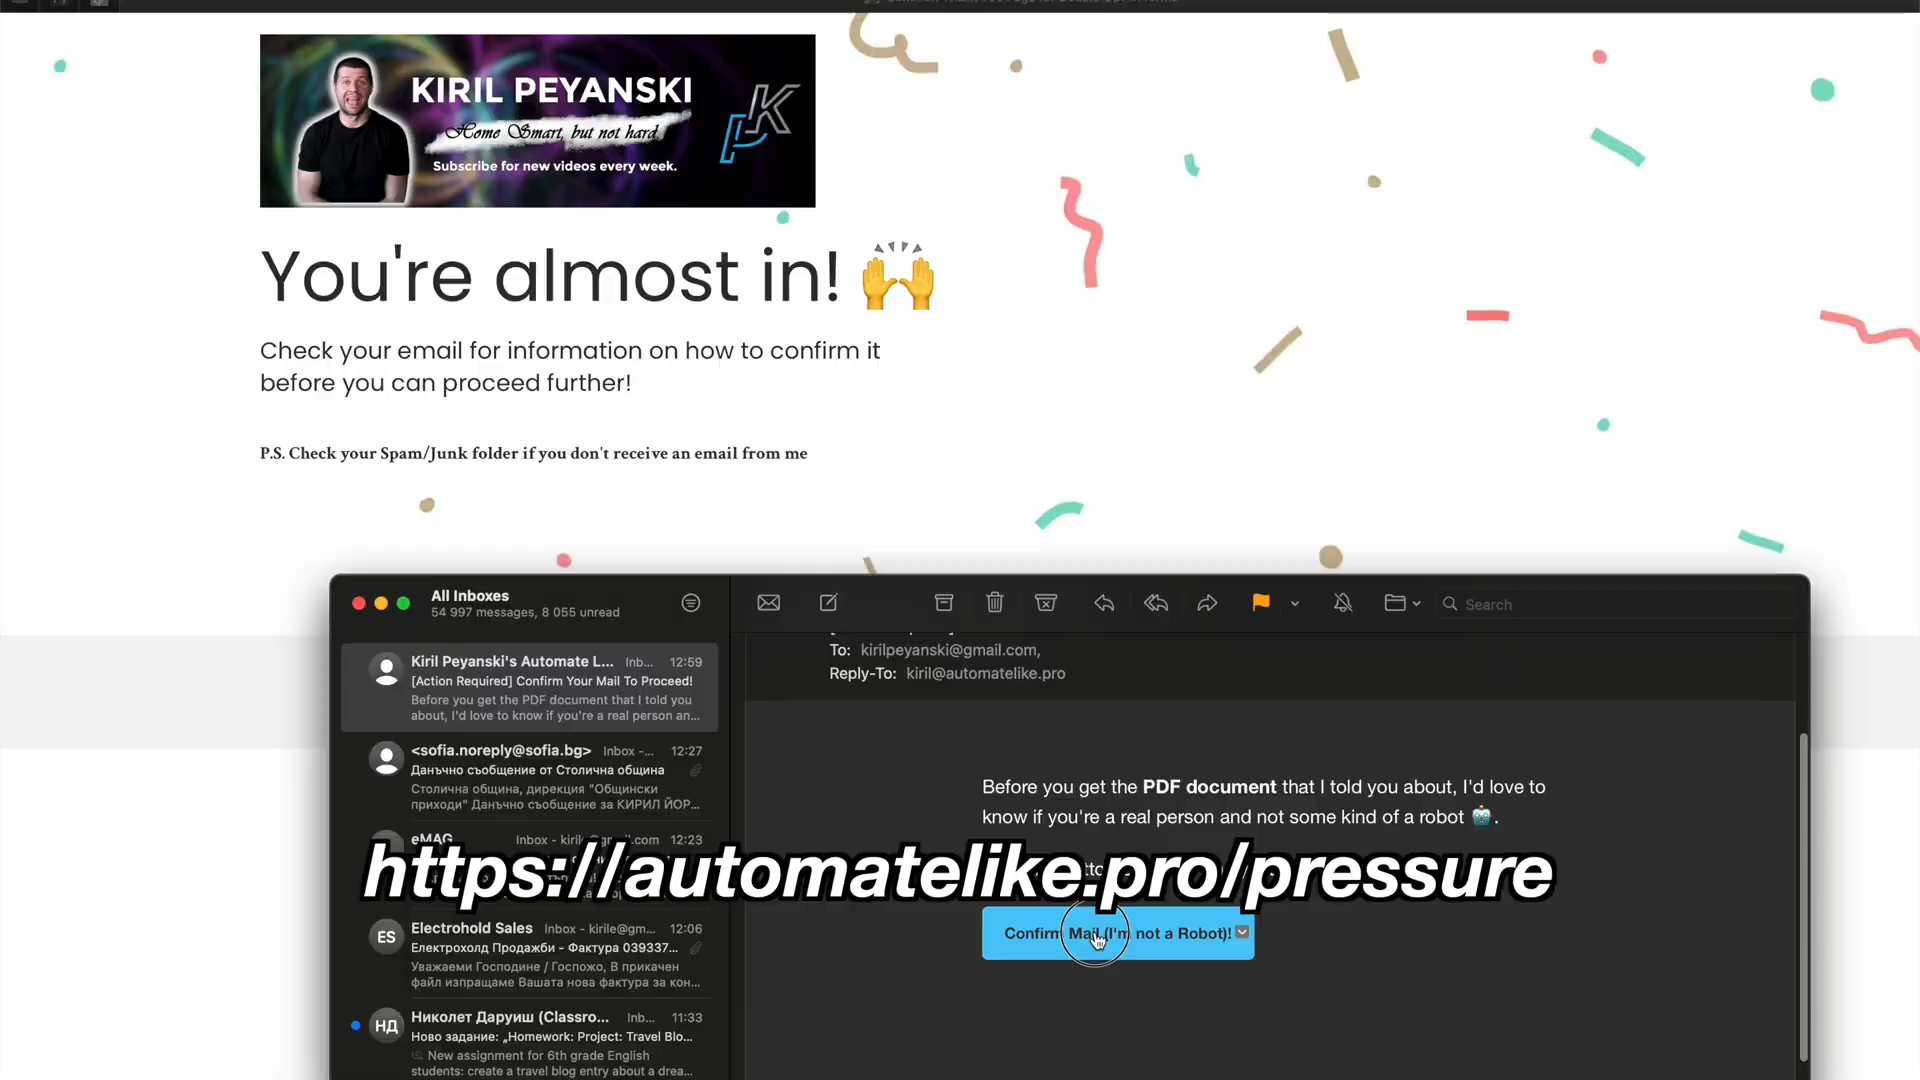 KIRIL PEYANSKI
Home Smart, but not hard
Subscribe for new videos every week.
You're almost in! 🙌
Check your email for information on how to confirm it
before you can proceed further!
P.S. Check your Spam/Junk folder if you don't receive an email from me
All Inboxes
54 997 messages, 8 055 unread
Search
Kiril Peyanski's Automate L... Inb... 12:59
[Action Required] Confirm Your Mail To Proceed!
Before you get the PDF document that I told you
about, I'd love to know if you're a real person an...
<sofia.noreply@sofia.bg> Inbox -... 12:27
Данъчно съобщение от Столична община
Столична община, дирекция "Общински
приходи" Данъчно съобщение за КИРИЛ ЙОР...
eMAG Inbox - 12:23
Electrohold Sales Inbox - kirile@gm... 12:06
ES
Електрохолд Продажби - Фактура 039337...
Уважаеми Господине / Госпожо, В прикачен
файл изпращаме Вашата нова фактура за кон...
Николет Даруиш (Classro... Inb... 11:33
НД
Ново задание: „Homework: Project: Travel Blo...
New assignment for 6th grade English
students: create a travel blog entry about a drea...
To: kirilpeyanski@gmail.com,
Reply-To: kiril@automatelike.pro
Before you get the PDF document that I told you about, I'd love to
know if you're a real person and not some kind of a robot 🤖.
https://automatelike.pro/pressure
Confirm Mail (I'm not a Robot)!